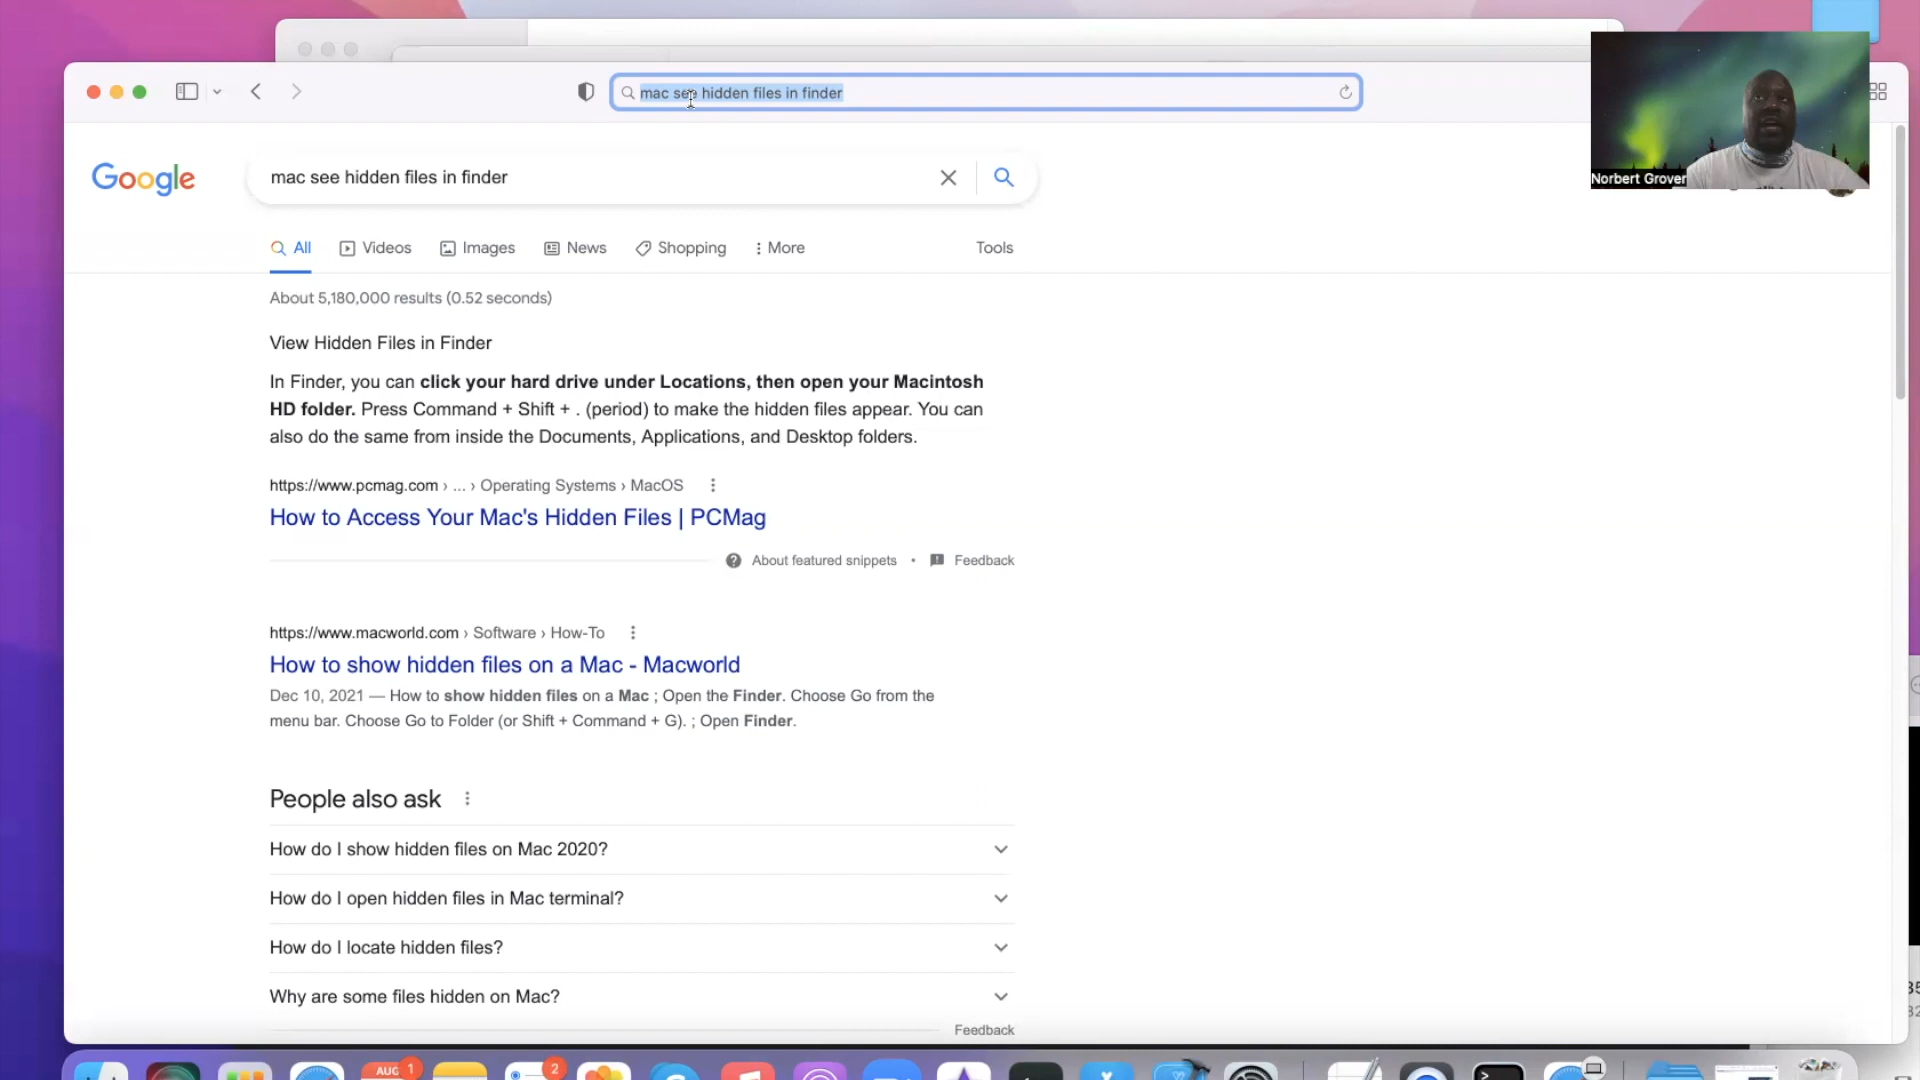 mac see hidden files in finder
Norbert Grover
Google
mac see hidden files in finder
All Videos Images News Shopping More Tools
About 5,180,000 results (0.52 seconds)
View Hidden Files in Finder
In Finder, you can click your hard drive under Locations, then open your Macintosh
HD folder. Press Command + Shift + . (period) to make the hidden files appear. You can
also do the same from inside the Documents, Applications, and Desktop folders.
https://www.pcmag.com › ... › Operating Systems › MacOS
How to Access Your Mac's Hidden Files | PCMag
About featured snippets • Feedback
https://www.macworld.com › Software › How-To
How to show hidden files on a Mac - Macworld
Dec 10, 2021 — How to show hidden files on a Mac ; Open the Finder. Choose Go from the
menu bar. Choose Go to Folder (or Shift + Command + G). ; Open Finder.
People also ask
How do I show hidden files on Mac 2020?
How do I open hidden files in Mac terminal?
How do I locate hidden files?
Why are some files hidden on Mac?
Feedback
AUG 1 2